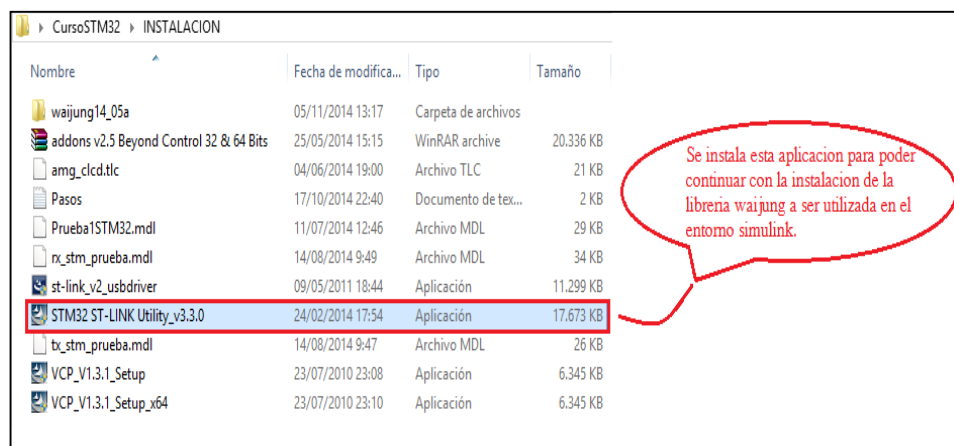 CursoSTM32 ▸ INSTALACION
Nombre Fecha de modifica... Tipo Tamaño
waijung14_05a 05/11/2014 13:17 Carpeta de archivos
addons v2.5 Beyond Control 32 & 64 Bits 25/05/2014 15:15 WinRAR archive 20.336 KB
amg_clcd.tlc 04/06/2014 19:00 Archivo TLC 21 KB
Pasos 17/10/2014 22:40 Documento de tex... 2 KB
Prueba1STM32.mdl 11/07/2014 12:46 Archivo MDL 29 KB
rx_stm_prueba.mdl 14/08/2014 9:49 Archivo MDL 34 KB
st-link_v2_usbdriver 09/05/2011 18:44 Aplicación 11.299 KB
STM32 ST-LINK Utility_v3.3.0 24/02/2014 17:54 Aplicación 17.673 KB
tx_stm_prueba.mdl 14/08/2014 9:47 Archivo MDL 26 KB
VCP_V1.3.1_Setup 23/07/2010 23:08 Aplicación 6.345 KB
VCP_V1.3.1_Setup_x64 23/07/2010 23:10 Aplicación 6.345 KB
Se instala esta aplicacion para poder
continuar con la instalacion de la
libreria waijung a ser utilizada en el
entorno simulink.